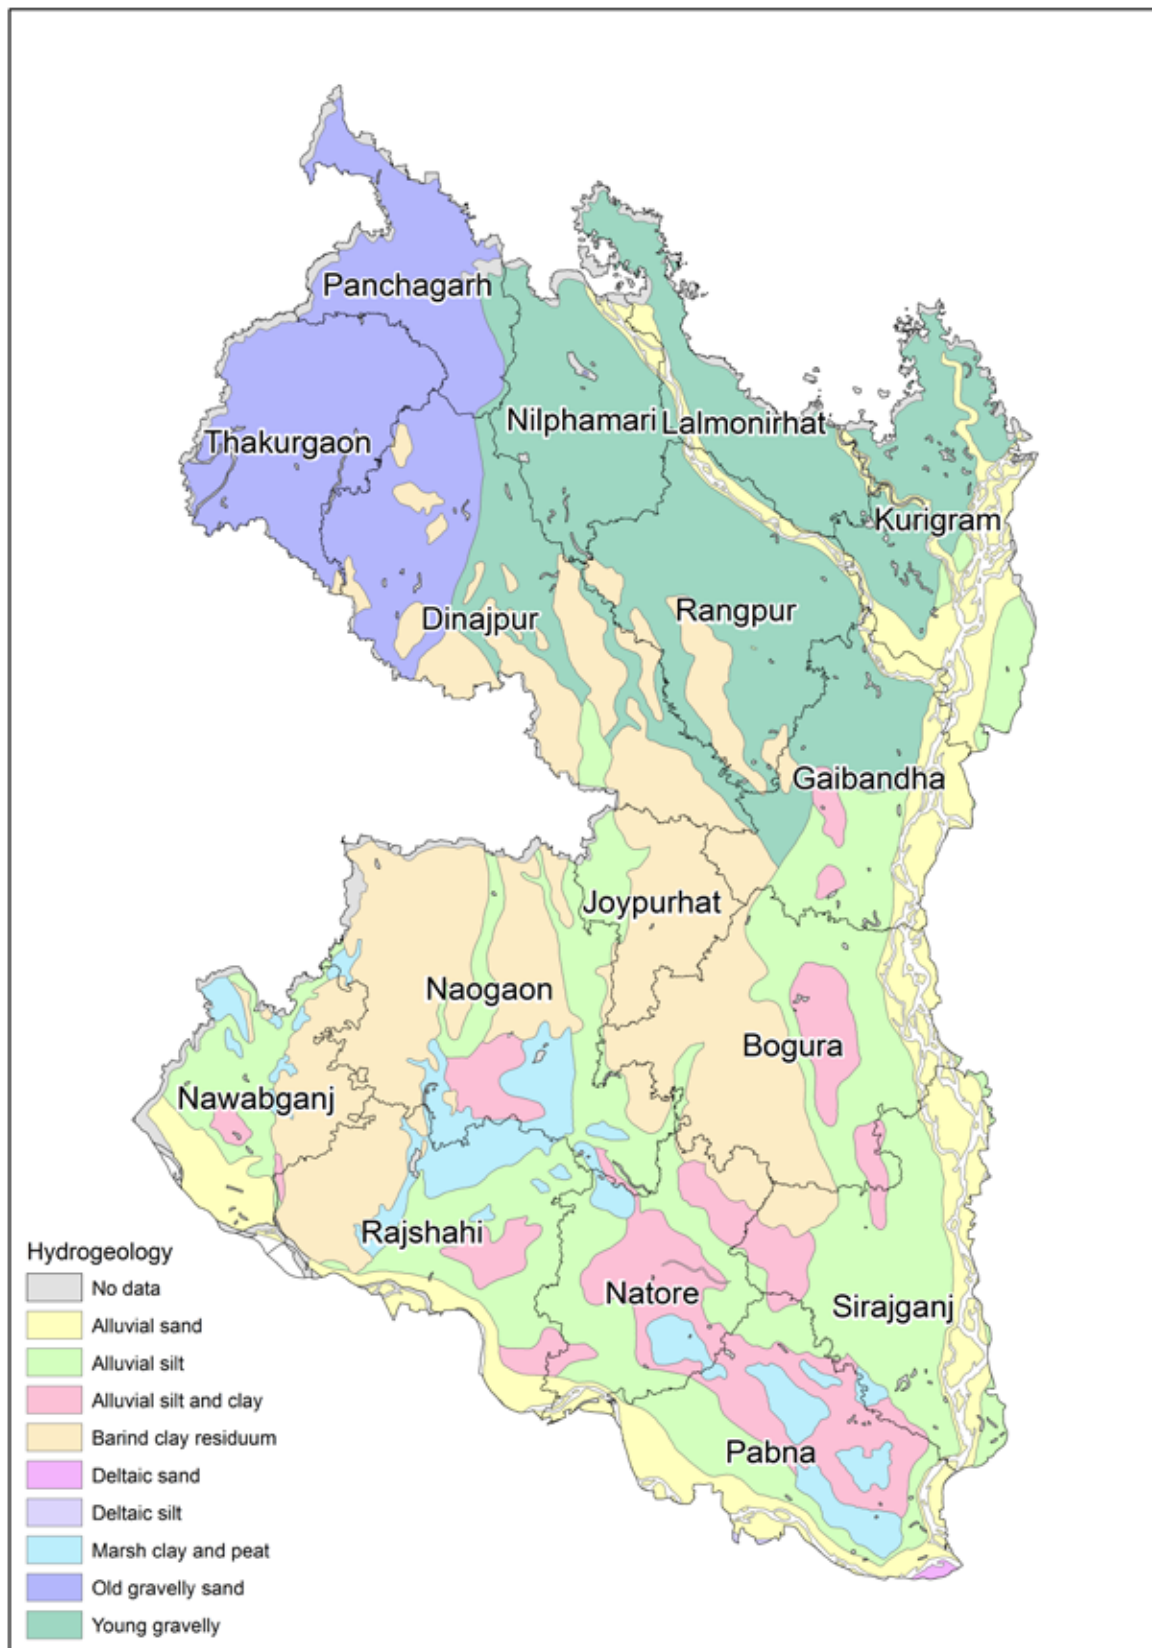 Panchagarh
Thakurgaon
Nilphamari
Lalmonirhat
Kurigram
Dinajpur
Rangpur
Gaibandha
Joypurhat
Naogaon
Bogura
Nawabganj
Rajshahi
Natore
Sirajganj
Pabna
Hydrogeology
No data
Alluvial sand
Alluvial silt
Alluvial silt and clay
Barind clay residuum
Deltaic sand
Deltaic silt
Marsh clay and peat
Old gravelly sand
Young gravelly